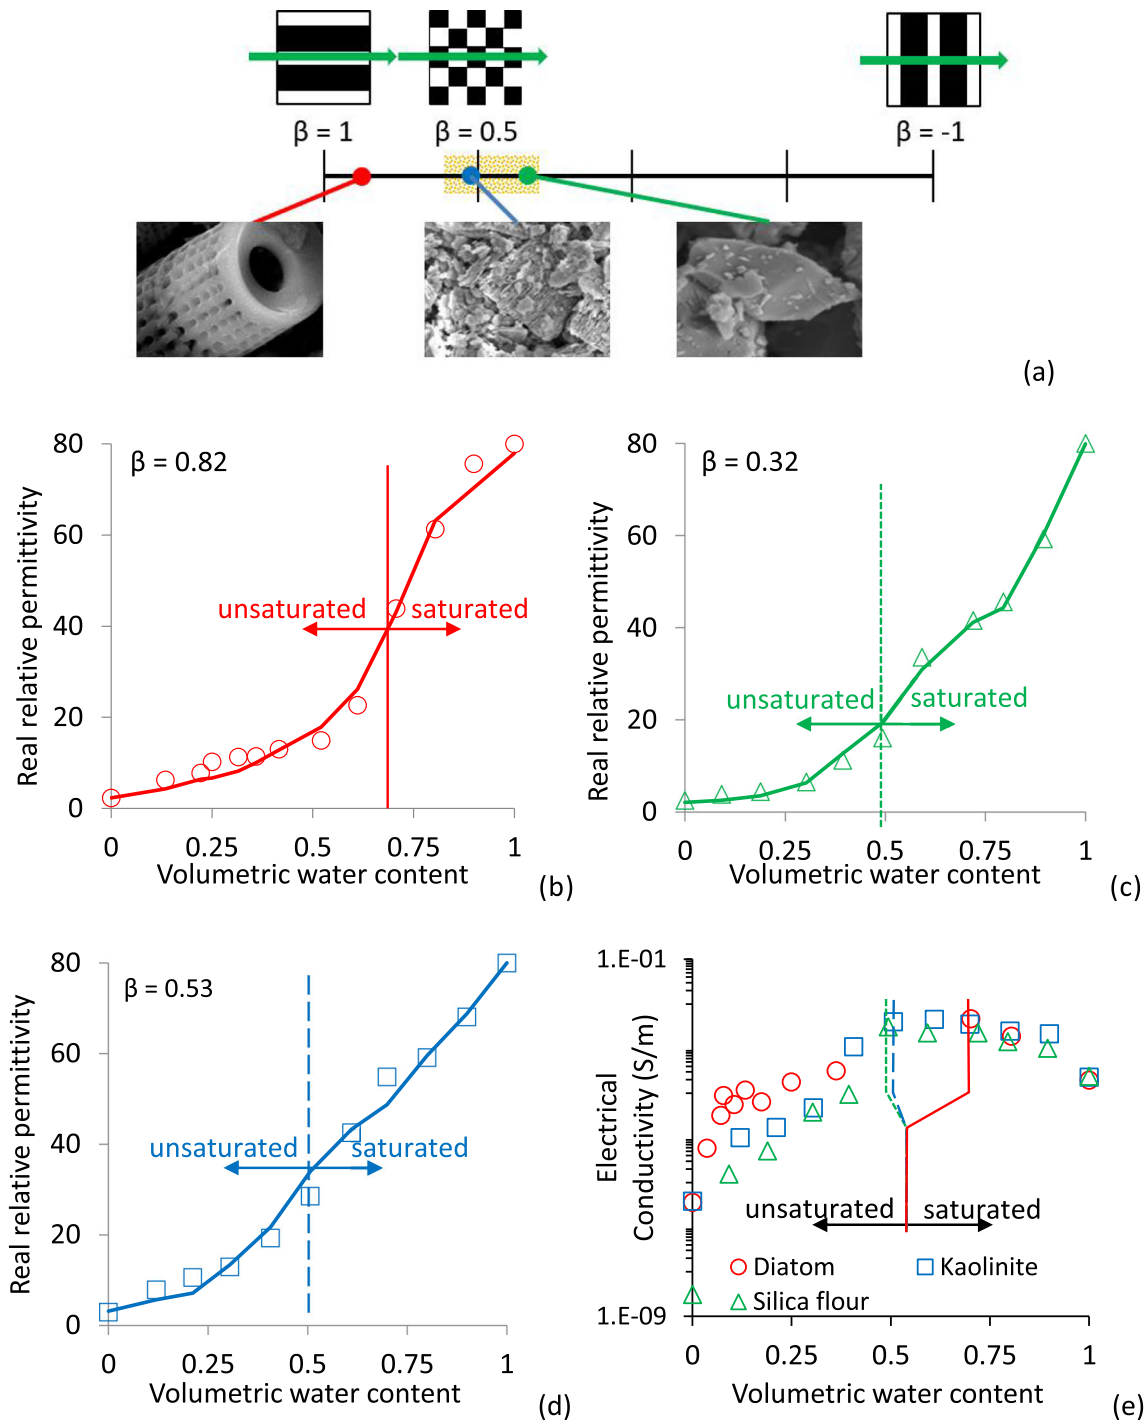 β = 1
β = 0.5
β = -1
(a)
β = 0.82
Real relative permittivity
80
60
40
20
0
unsaturated
saturated
0
0.25
0.5
0.75
1
Volumetric water content
(b)
β = 0.32
Real relative permittivity
80
60
40
20
0
unsaturated
saturated
0
0.25
0.5
0.75
1
Volumetric water content
(c)
β = 0.53
Real relative permittivity
80
60
40
20
0
unsaturated
saturated
0
0.25
0.5
0.75
1
Volumetric water content
(d)
Electrical
Conductivity (S/m)
1.E-01
1.E-09
unsaturated
saturated
Diatom
Kaolinite
Silica flour
0
0.25
0.5
0.75
1
Volumetric water content
(e)